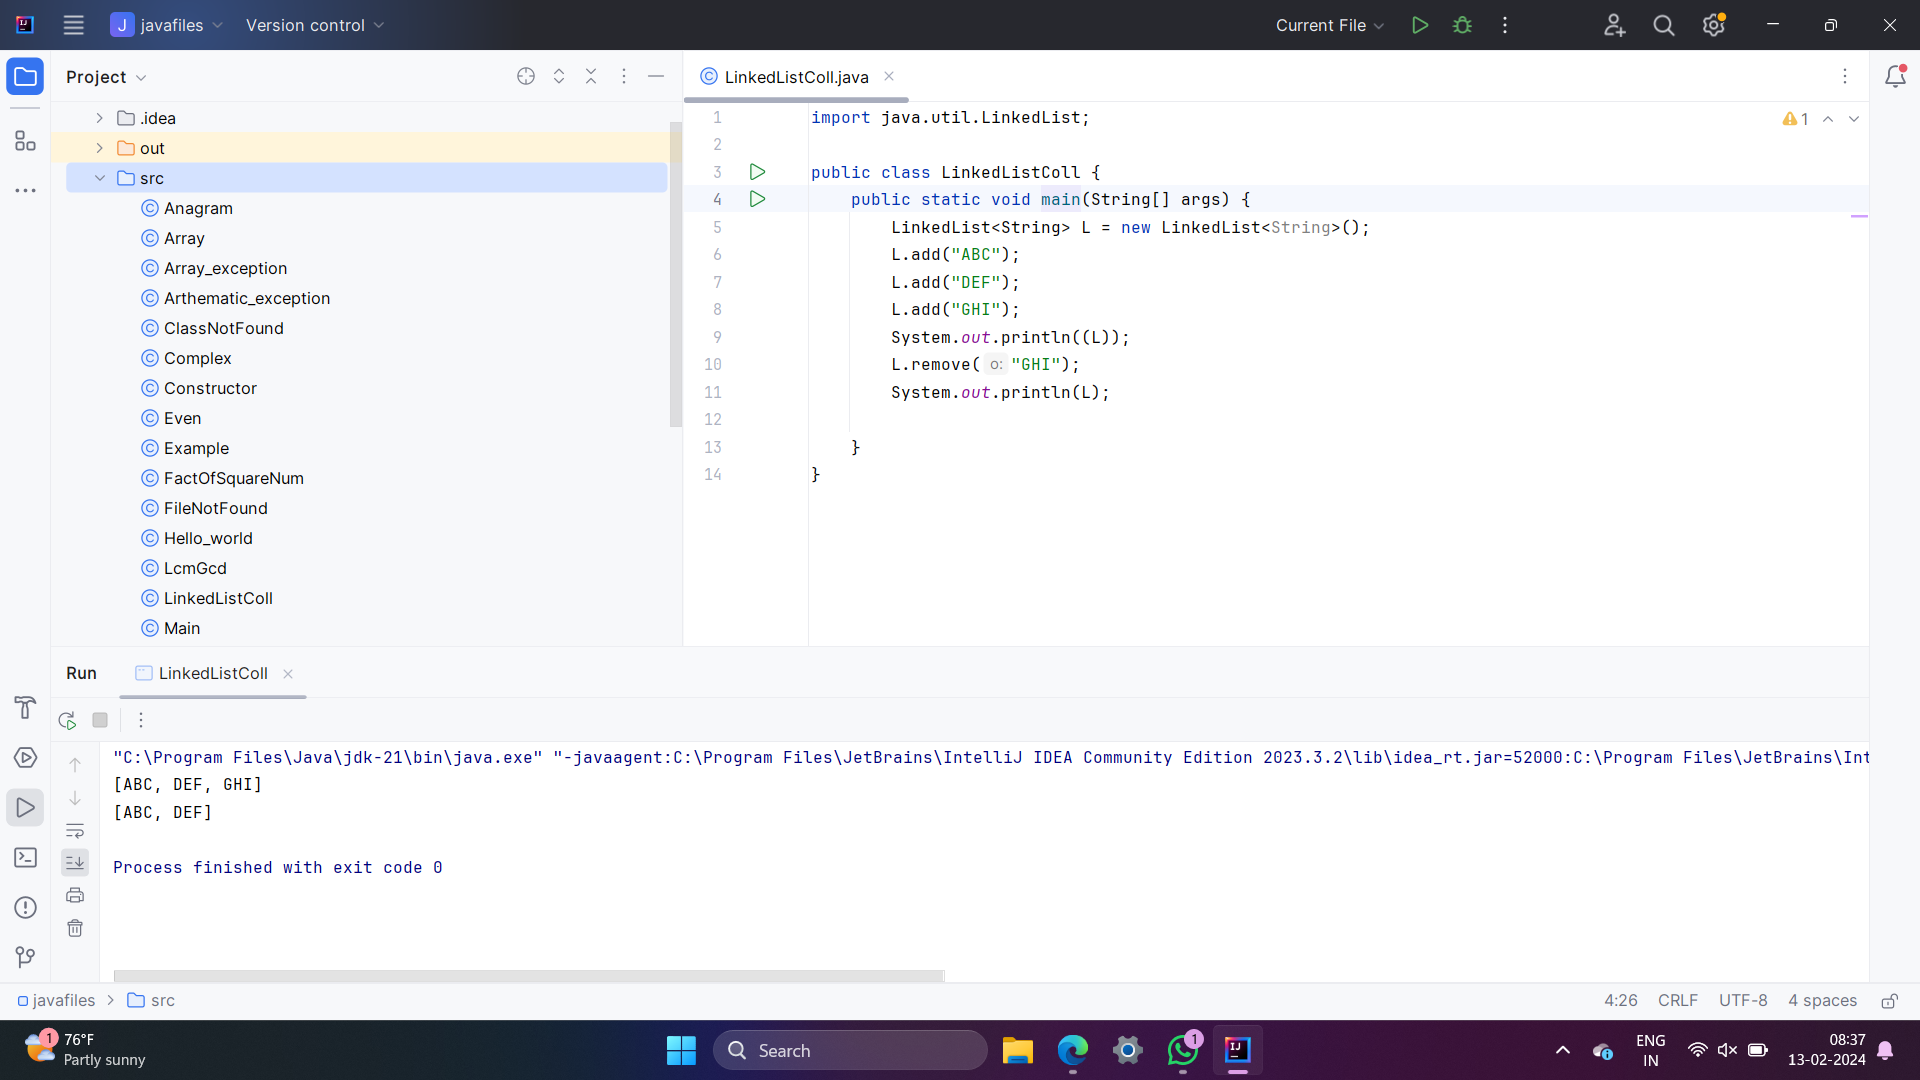 J javafiles Version control Current File
Project
LinkedListColl.java
.idea
out
src
Anagram
Array
Array_exception
Arthematic_exception
ClassNotFound
Complex
Constructor
Even
Example
FactOfSquareNum
FileNotFound
Hello_world
LcmGcd
LinkedListColl
Main
1 import java.util.LinkedList;
1
2
3 public class LinkedListColl {
4 public static void main(String[] args) {
5 LinkedList<String> L = new LinkedList<String>();
6 L.add("ABC");
7 L.add("DEF");
8 L.add("GHI");
9 System.out.println((L));
10 L.remove( o: "GHI");
11 System.out.println(L);
12
13 }
14 }
Run LinkedListColl
"C:\Program Files\Java\jdk-21\bin\java.exe" "-javaagent:C:\Program Files\JetBrains\IntelliJ IDEA Community Edition 2023.3.2\lib\idea_rt.jar=52000:C:\Program Files\JetBrains\Int
[ABC, DEF, GHI]
[ABC, DEF]
Process finished with exit code 0
javafiles > src
4:26 CRLF UTF-8 4 spaces
1
76°F
Partly sunny
Search
1
ENG
IN
08:37
13-02-2024